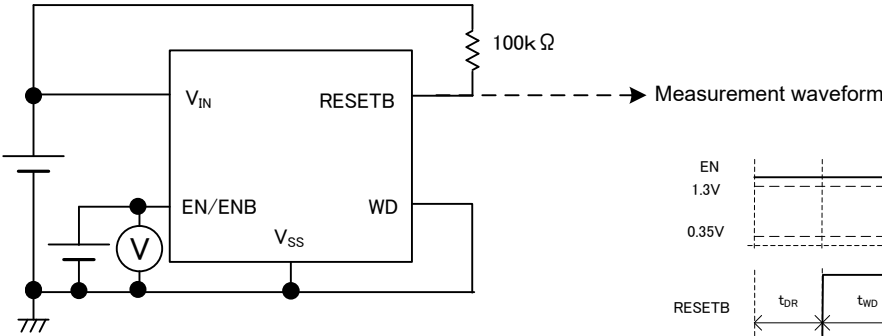 100kΩ
V_IN
RESETB
Measurement waveform
EN/ENB
WD
V_SS
V
EN
1.3V
0.35V
RESETB
t_DR
t_WD